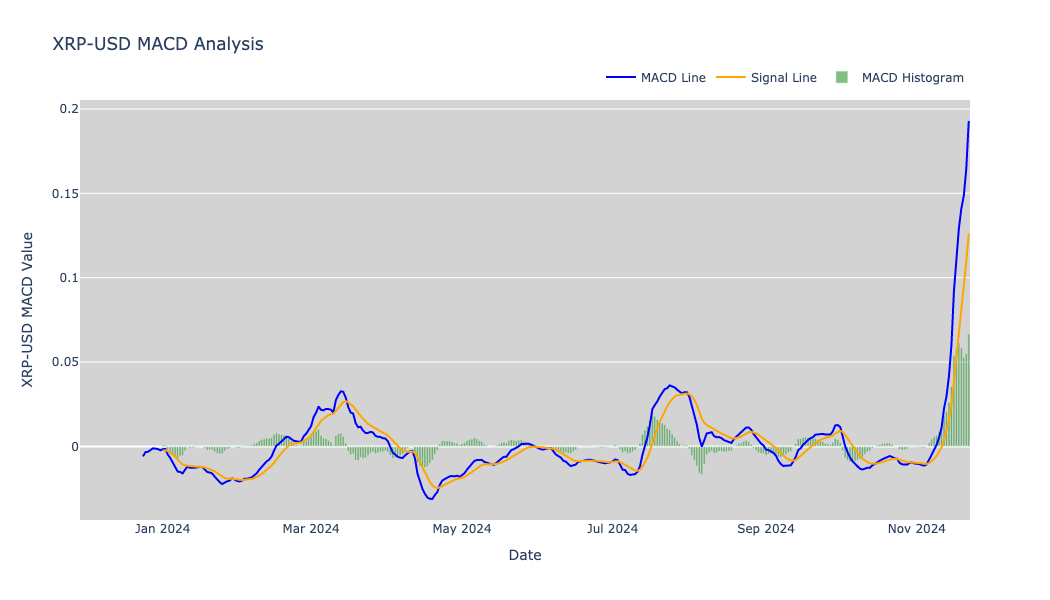 XRP-USD MACD Analysis
MACD Line
Signal Line
MACD Histogram
0.2
0.15
0.1
0.05
0
XRP-USD MACD Value
Jan 2024
Mar 2024
May 2024
Jul 2024
Sep 2024
Nov 2024
Date